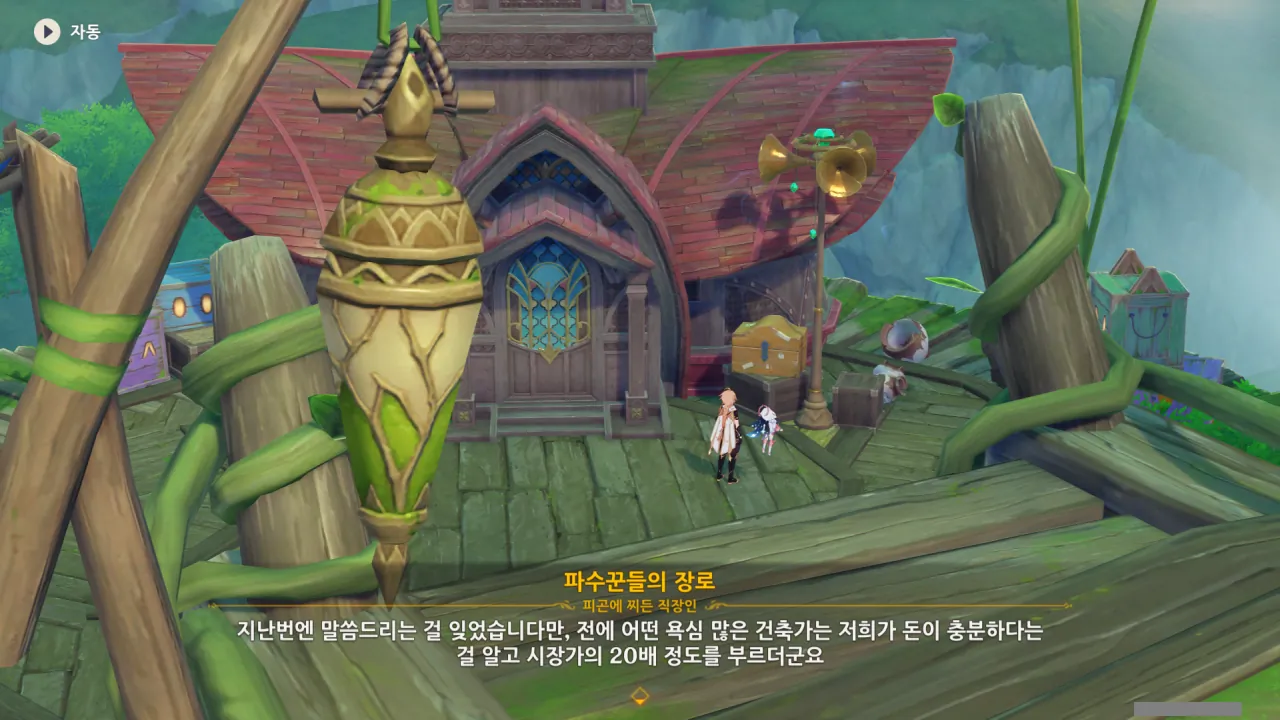 자동
파수꾼들의 장로
피곤에 찌든 직장인
지난번엔 말씀드리는 걸 잊었습니다만, 전에 어떤 욕심 많은 건축가는 저희가 돈이 충분하다는
걸 알고 시장가의 20배 정도를 부르더군요